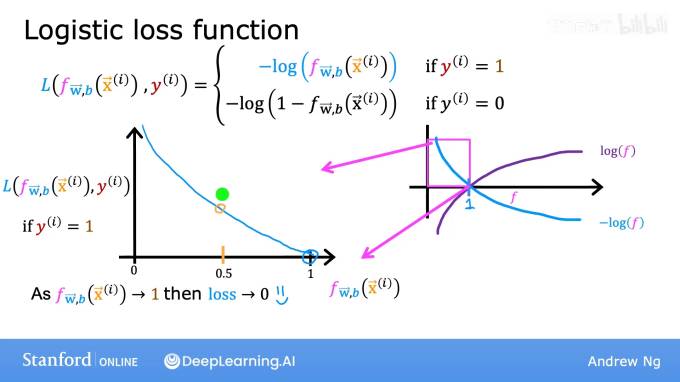 Logistic loss function
L(f_{w,b}(x^{(i)}), y^{(i)}) = { -log(f_{w,b}(x^{(i)})) if y^{(i)} = 1
-log(1 - f_{w,b}(x^{(i)})) if y^{(i)} = 0
L(f_{w,b}(x^{(i)}), y^{(i)})
if y^{(i)} = 1
0
0.5
1
log(f)
f
1
-log(f)
f_{w,b}(x^{(i)})
As f_{w,b}(x^{(i)}) → 1 then loss → 0
Stanford ONLINE
DeepLearning.AI
Andrew Ng
bilibili